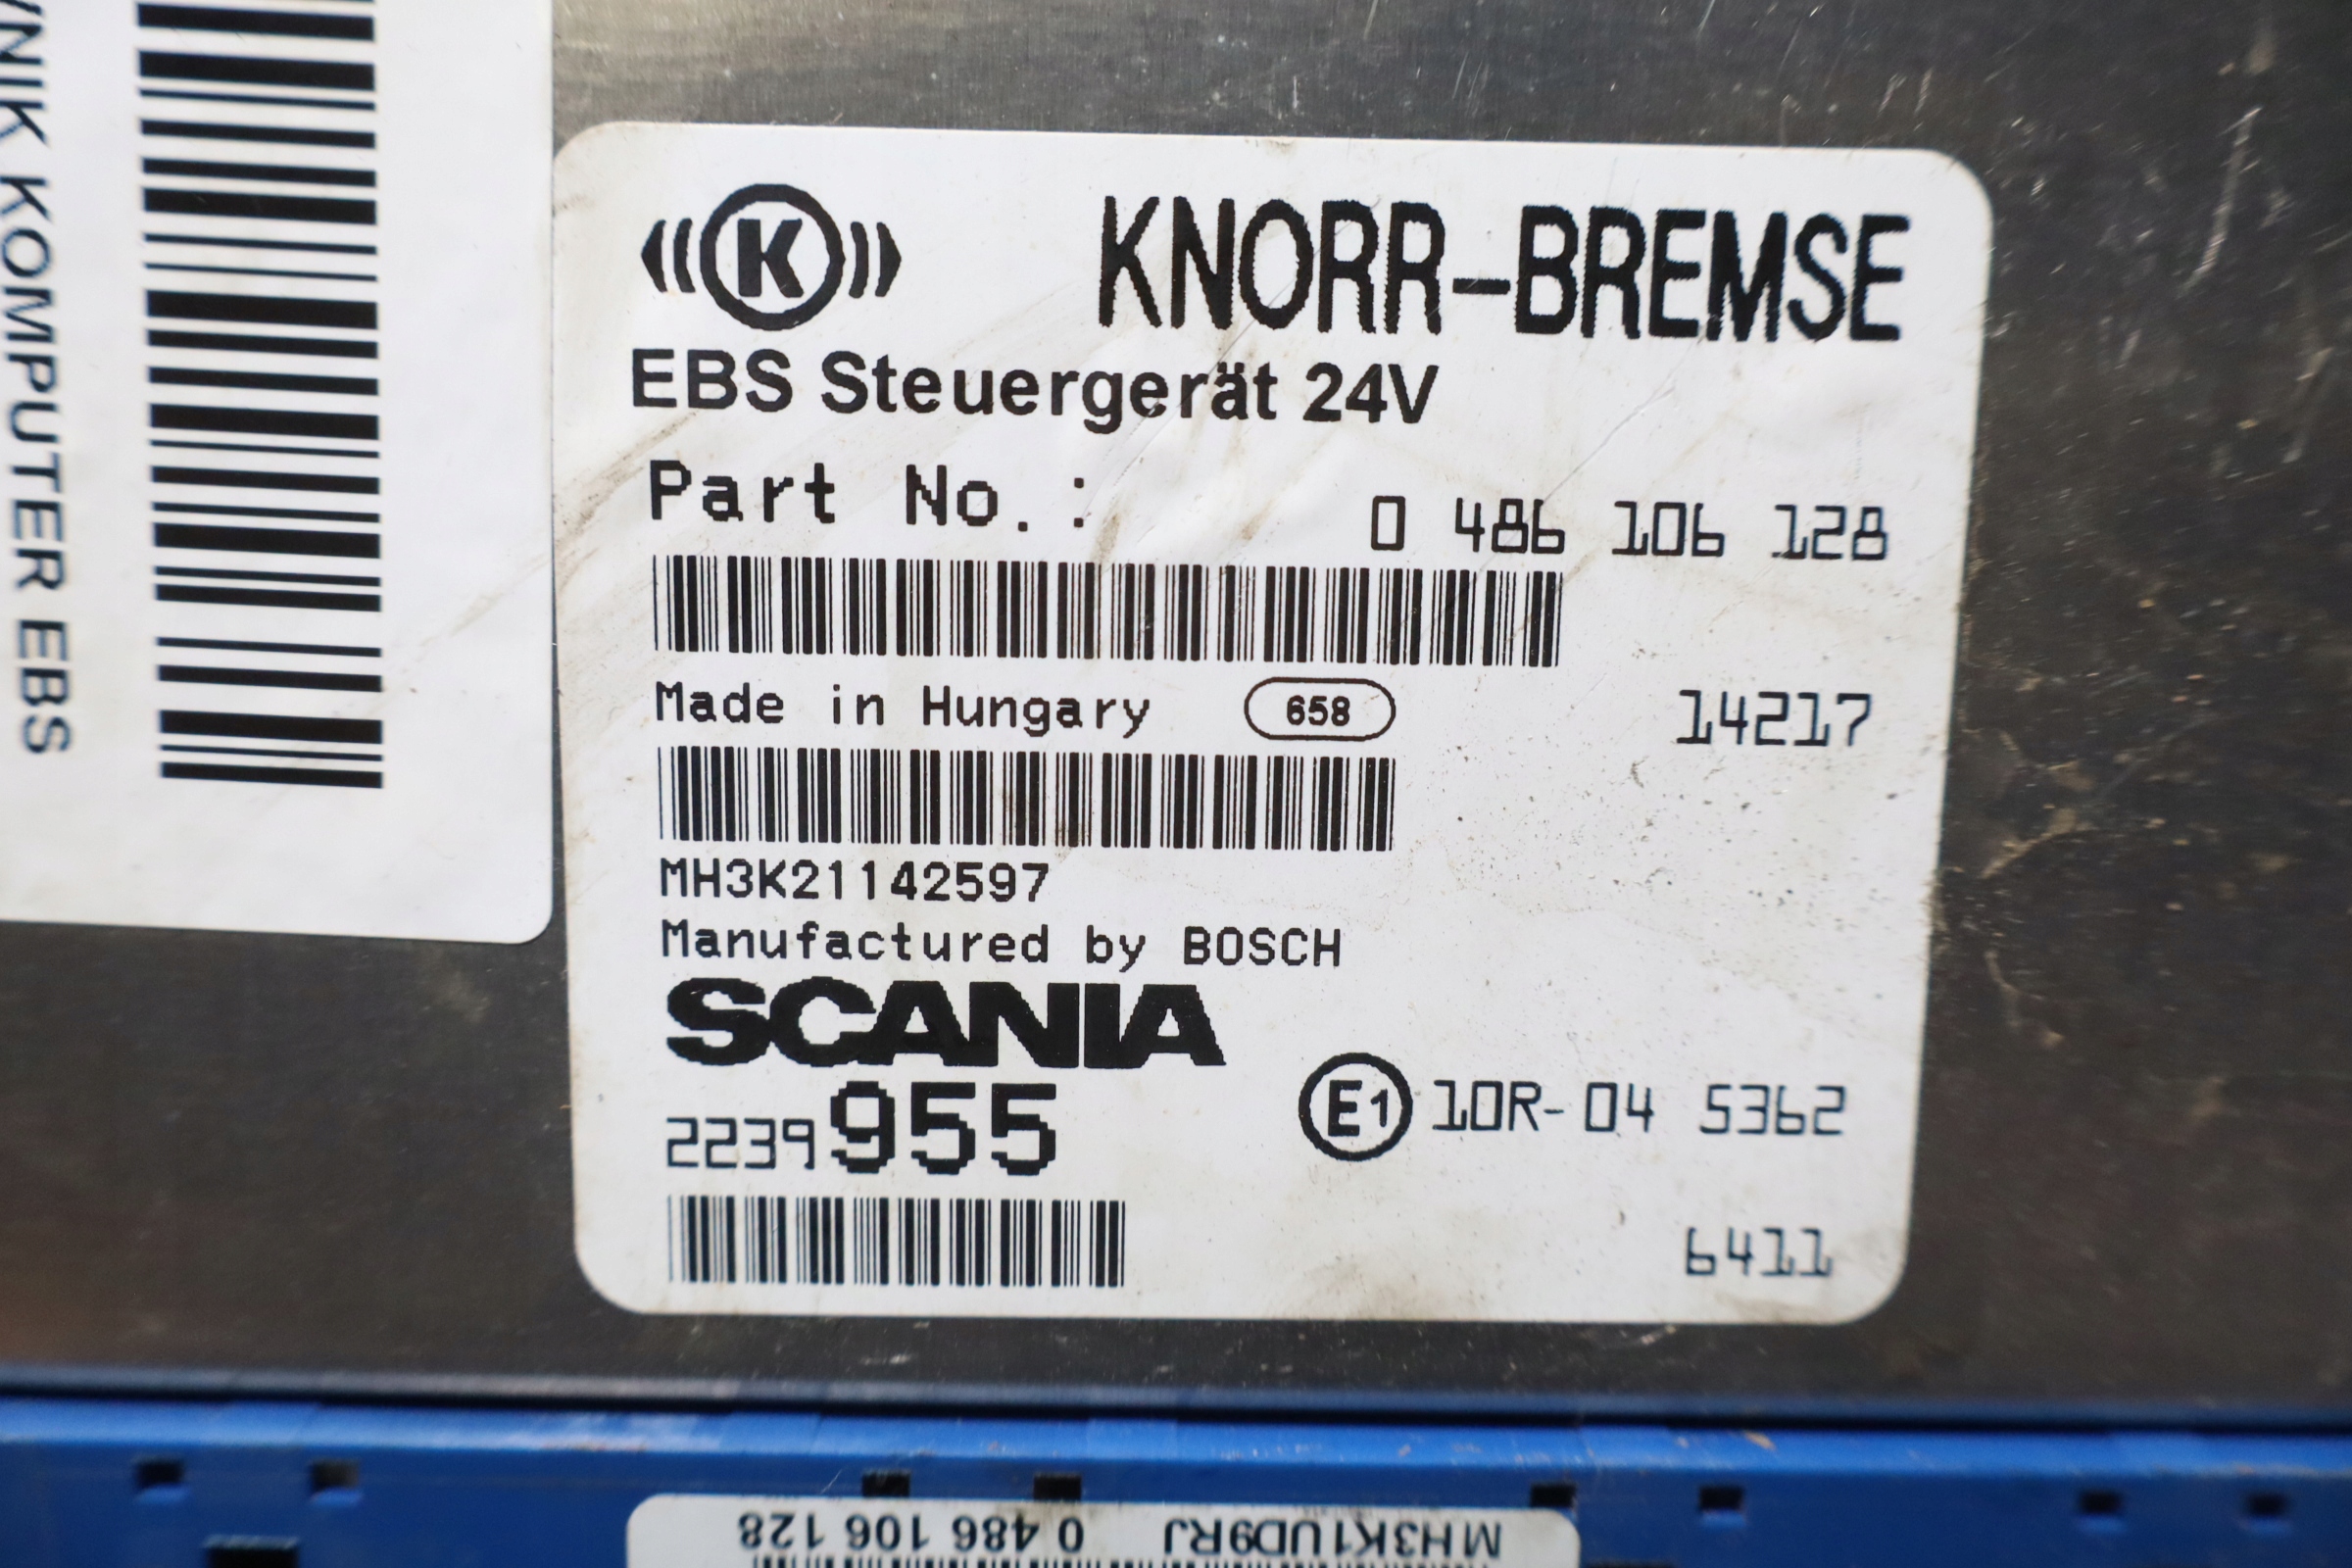 KOMPUTER EBS
K
KNORR-BREMSE
EBS Steuergerät 24V
Part No.: 0 486 106 128
Made in Hungary 658 14217
MH3K21142597
Manufactured by BOSCH
SCANIA
2239955 E1 10R-04 5362
6411
MH3K1UD9RJ 0 486 106 128